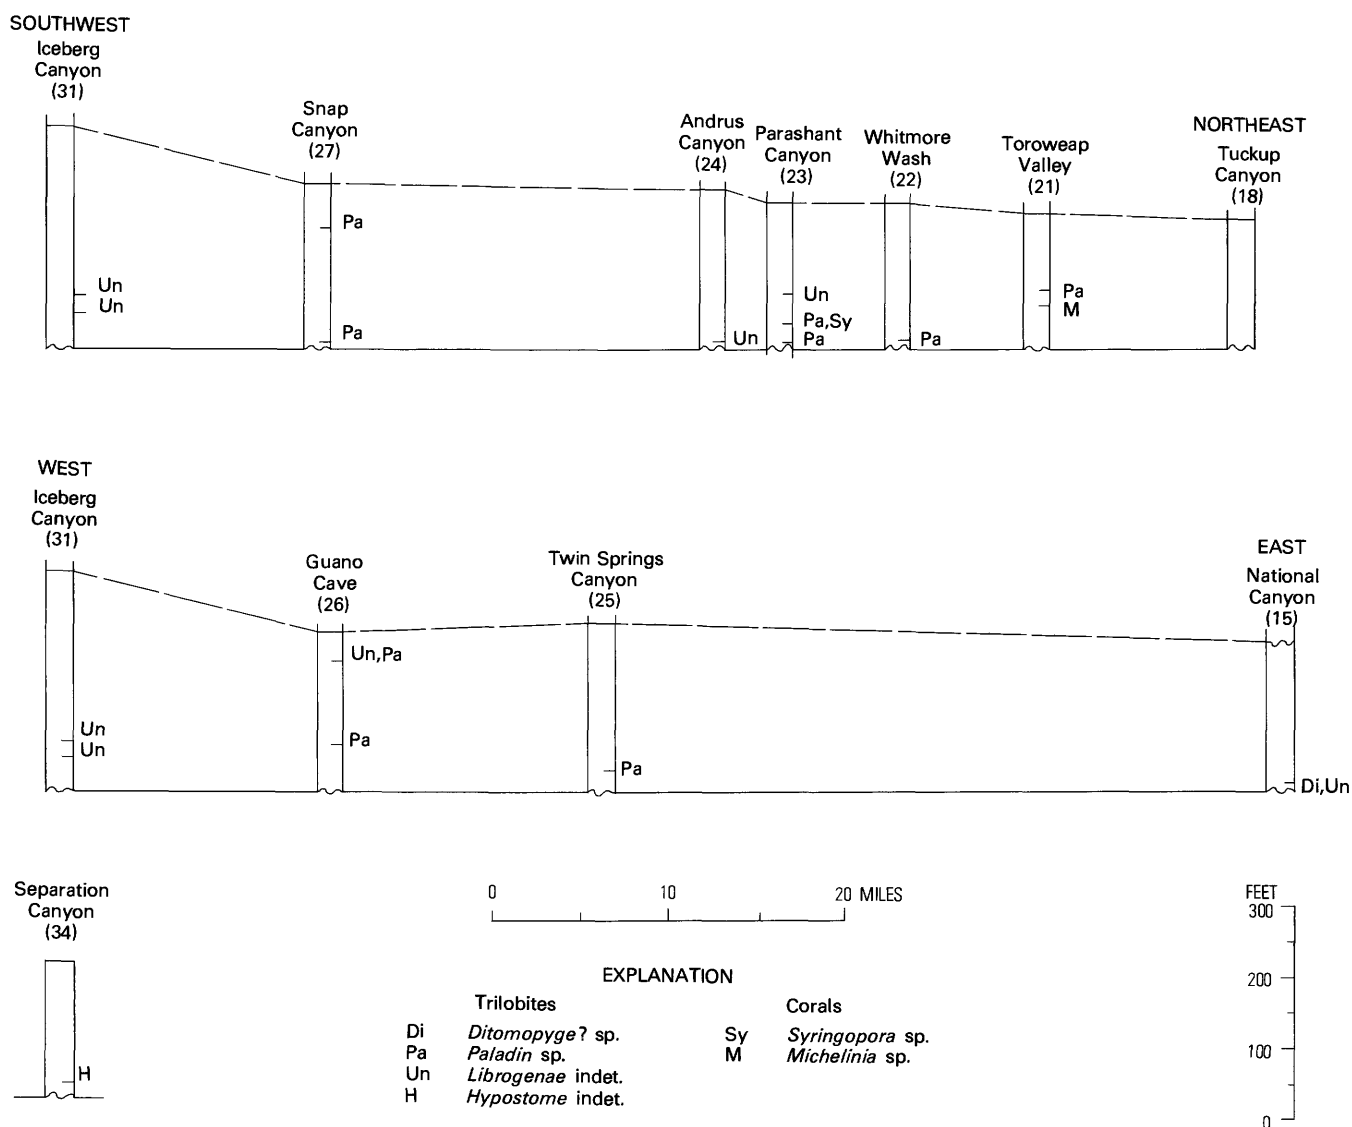 SOUTHWEST
Iceberg
Canyon
(31)
Snap
Canyon
(27)
Andrus
Canyon
(24)
Parashant
Canyon
(23)
Whitmore
Wash
(22)
Toroweap
Valley
(21)
NORTHEAST
Tuckup
Canyon
(18)
Un
Un
Pa
Pa
Un
Un
Pa,Sy
Pa
Pa
Pa
M
WEST
Iceberg
Canyon
(31)
Guano
Cave
(26)
Twin Springs
Canyon
(25)
EAST
National
Canyon
(15)
Un
Un
Un,Pa
Pa
Pa
Di,Un
Separation
Canyon
(34)
H
0 10 20 MILES
FEET
300
200
100
0
EXPLANATION
Trilobites
Di Ditomopyge? sp.
Pa Paladin sp.
Un Librogenae indet.
H Hypostome indet.
Corals
Sy Syringopora sp.
M Michelinia sp.